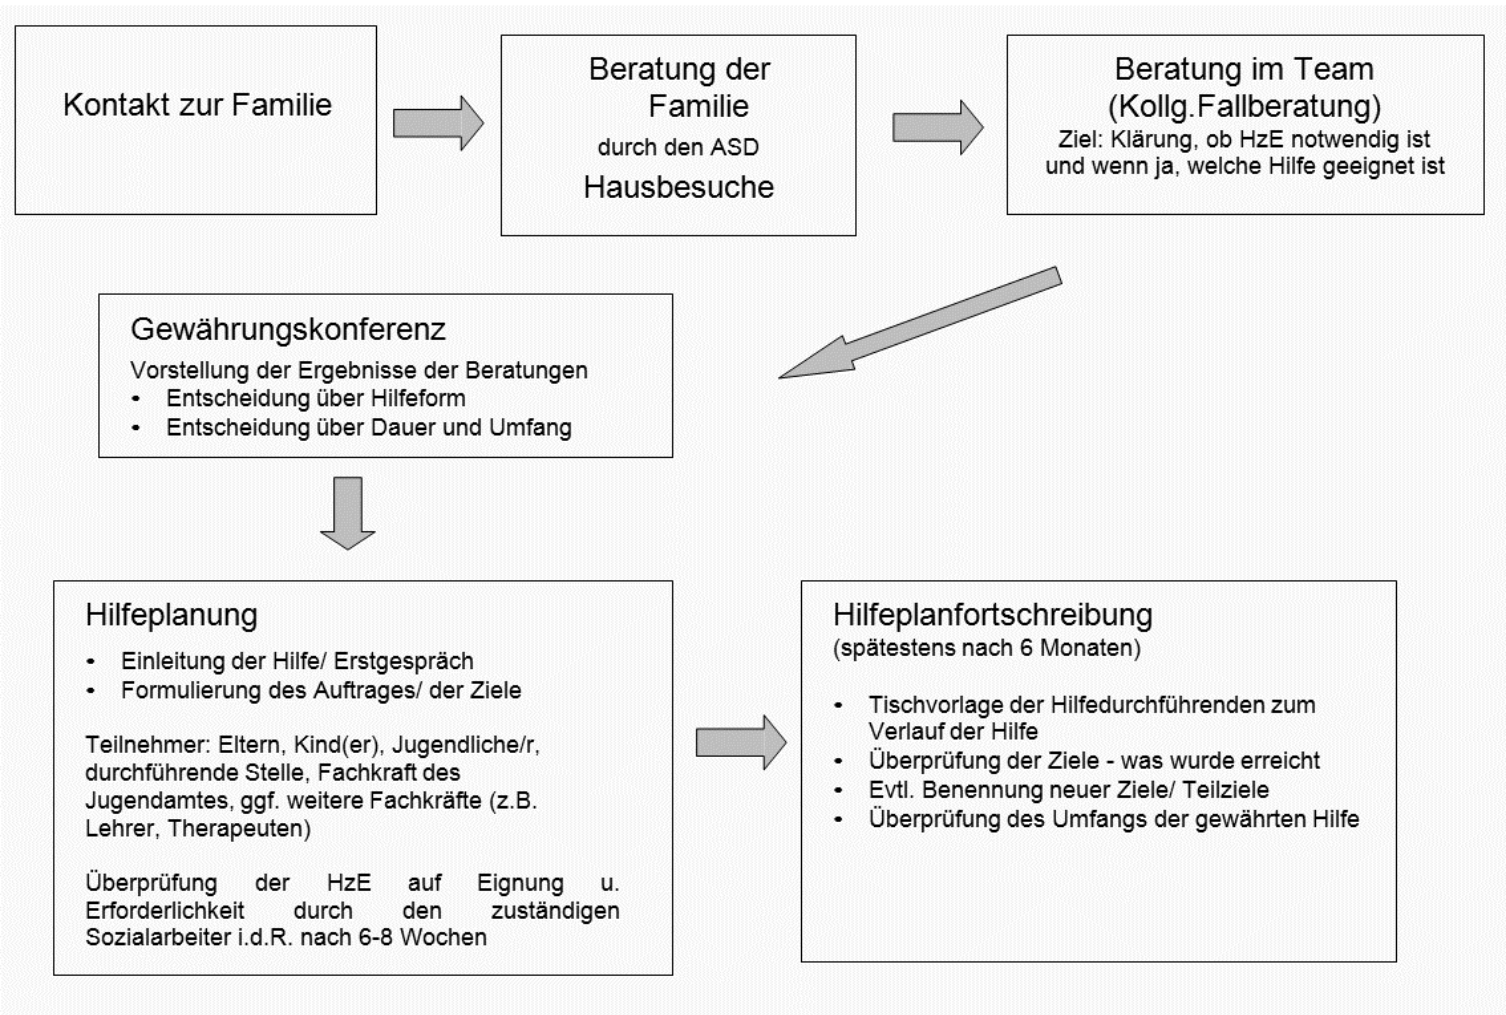 Kontakt zur Familie
Beratung der
Familie
durch den ASD
Hausbesuche
Beratung im Team
(Kollg.Fallberatung)
Ziel: Klärung, ob HzE notwendig ist
und wenn ja, welche Hilfe geeignet ist
Gewährungskonferenz
Vorstellung der Ergebnisse der Beratungen
• Entscheidung über Hilfeform
• Entscheidung über Dauer und Umfang
Hilfeplanung
• Einleitung der Hilfe/ Erstgespräch
• Formulierung des Auftrages/ der Ziele
Teilnehmer: Eltern, Kind(er), Jugendliche/r,
durchführende Stelle, Fachkraft des
Jugendamtes, ggf. weitere Fachkräfte (z.B.
Lehrer, Therapeuten)
Überprüfung der HzE auf Eignung u.
Erforderlichkeit durch den zuständigen
Sozialarbeiter i.d.R. nach 6-8 Wochen
Hilfeplanfortschreibung
(spätestens nach 6 Monaten)
• Tischvorlage der Hilfedurchführenden zum
Verlauf der Hilfe
• Überprüfung der Ziele - was wurde erreicht
• Evtl. Benennung neuer Ziele/ Teilziele
• Überprüfung des Umfangs der gewährten Hilfe